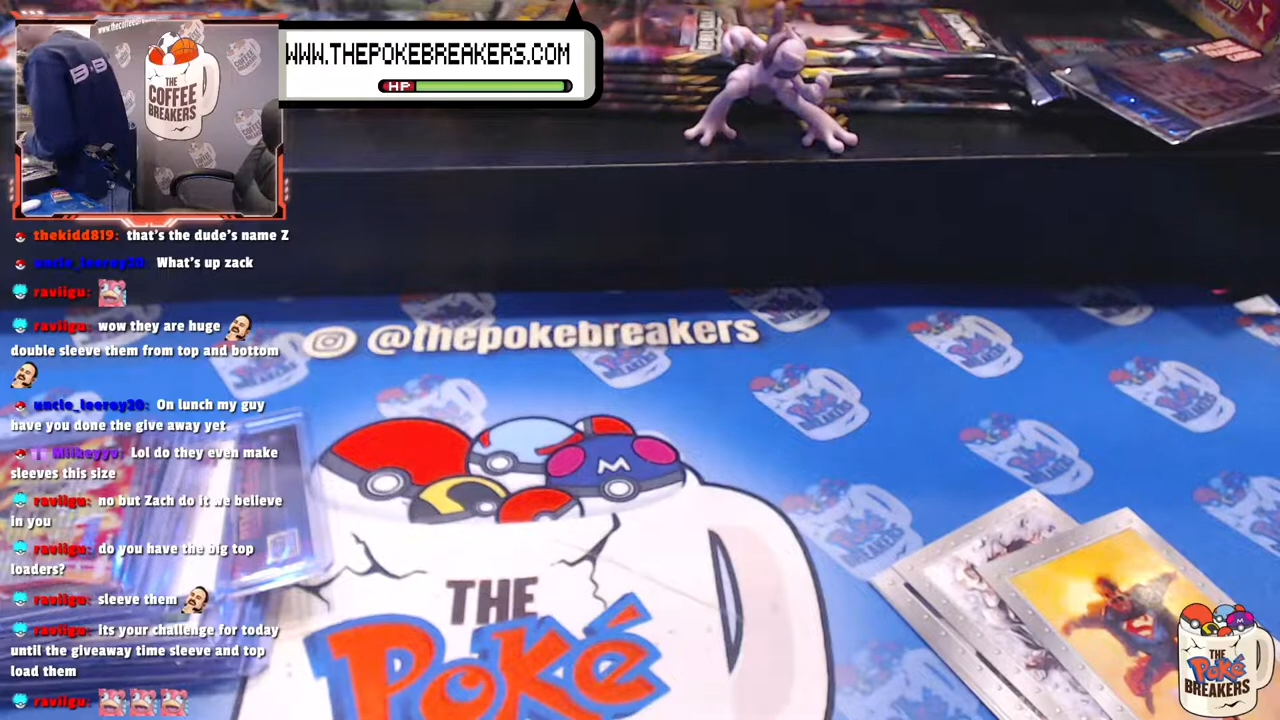 WWW.THEPOKEBREAKERS.COM
HP
THE
COFFEE
BREAKERS
thekidd819: that's the dude's name Z
uncle_leeroy20: What's up zack
raviigu:
raviigu: wow they are huge
double sleeve them from top and bottom
uncle_leeroy20: On lunch my guy
have you done the give away yet
Milkeyyy: Lol do they even make
sleeves this size
raviigu: no but Zach do it we believe
in you
raviigu: do you have the big top
loaders?
raviigu: sleeve them
raviigu: its your challenge for today
until the giveaway time sleeve and top
load them
raviigu:
@thepokebreakers
M
THE
Poké
THE
Poké
BREAKERS